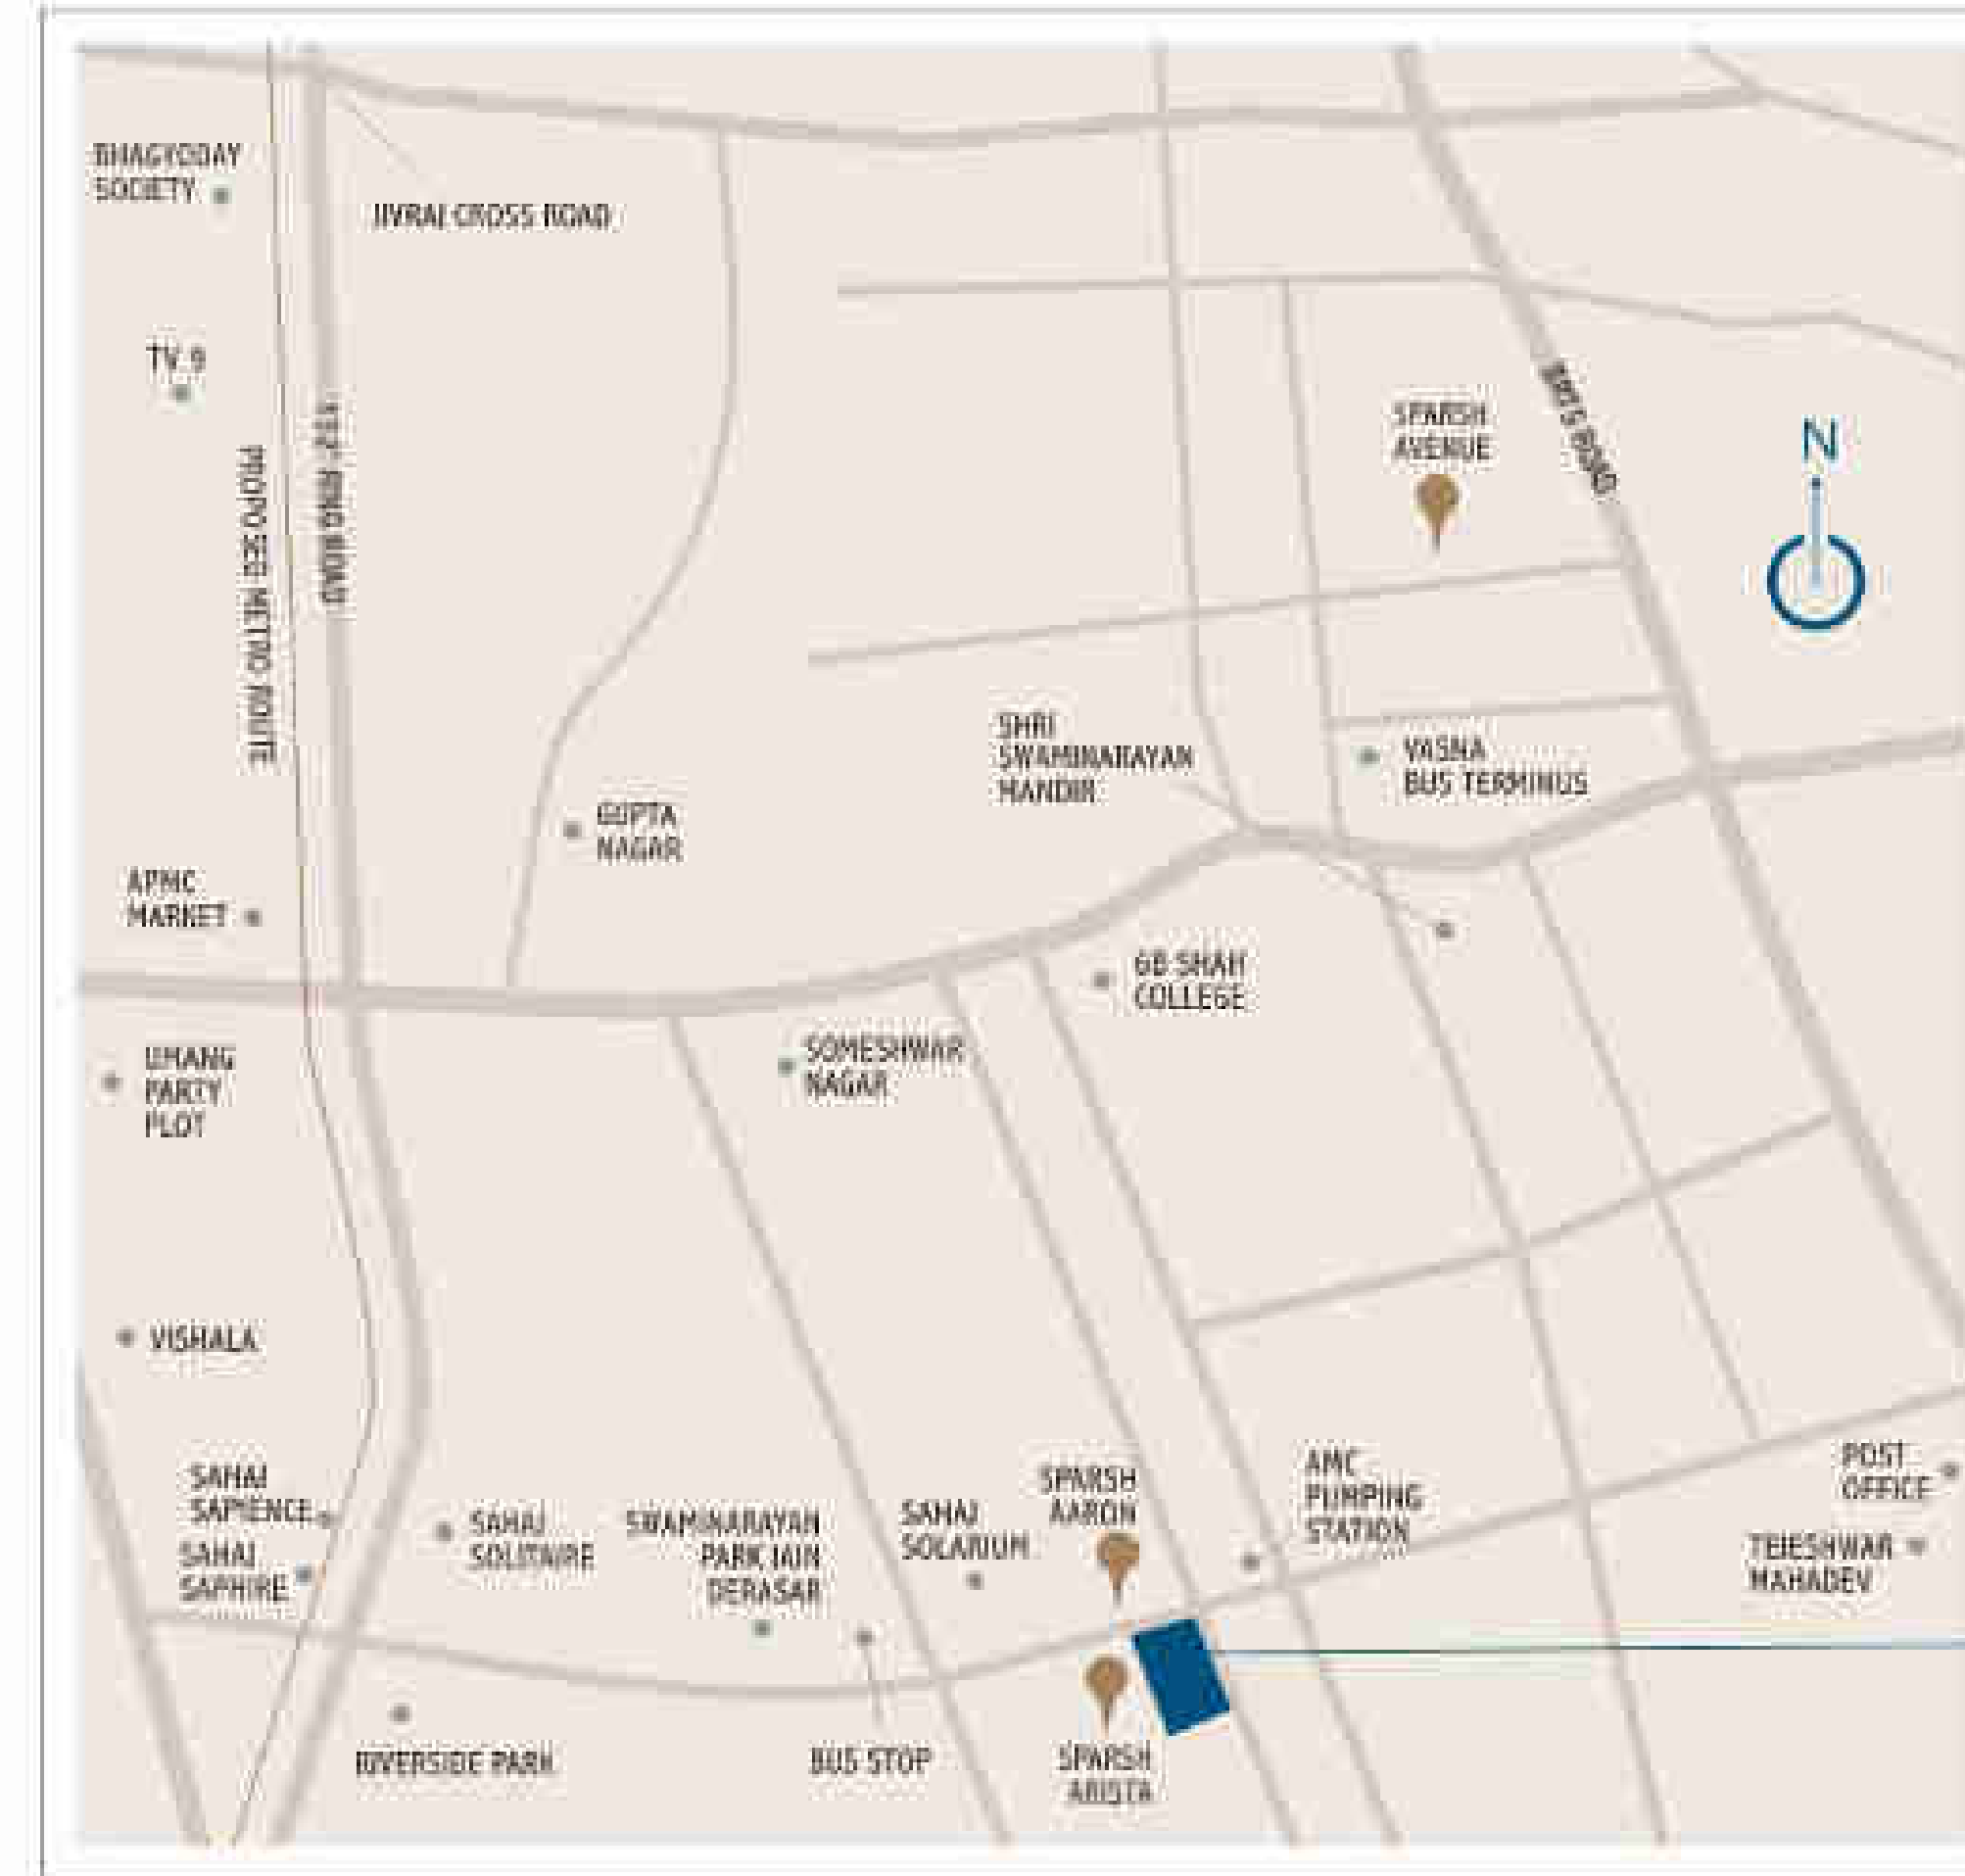 BHAGYODAY
SOCIETY
JIVRAJ CROSS ROAD
TV 9
PROPOSED METRO ROUTE
132' RING ROAD
SPARSH
AVENUE
BRTS ROAD
N
SHRI
SWAMINARAYAN
MANDIR
VASNA
BUS TERMINUS
GUPTA
NAGAR
APMC
MARKET
GB SHAH
COLLEGE
UMANG
PARTY
PLOT
SOMESHWAR
NAGAR
VISHALA
SAHAJ
SAPIENCE
SAHAJ
SAPHIRE
SAHAJ
SOLITAIRE
SWAMINARAYAN
PARK JAIN
DERASAR
SAHAJ
SOLARIUM
SPARSH
AARON
AMC
PUMPING
STATION
POST
OFFICE
TEJESHWAR
MAHADEV
RIVERSIDE PARK
BUS STOP
SPARSH
ARISTA